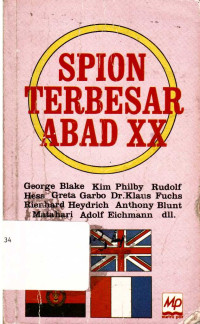 SPION
TERBESAR
ABAD XX
George Blake Kim Philby Rudolf
Hess Greta Garbo Dr. Klaus Fuchs
Rienhard Heydrich Anthony Blunt
Matahari Adolf Eichmann dll.
34
MP